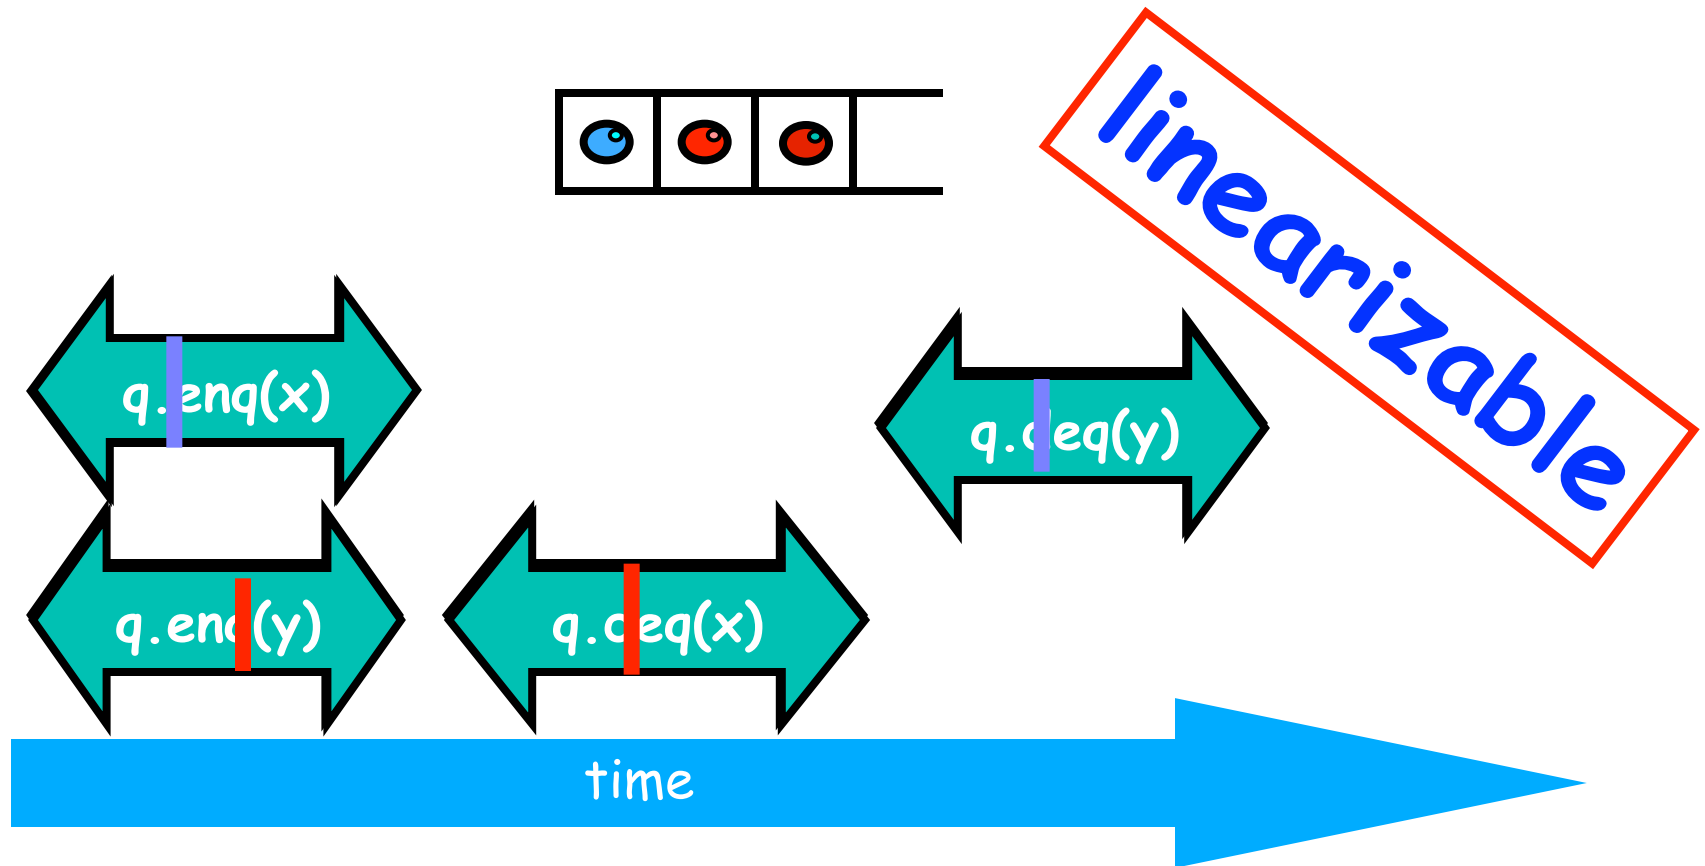 linearizable
q.enq(x)
q.deq(y)
q.enq(y)
q.deq(x)
time